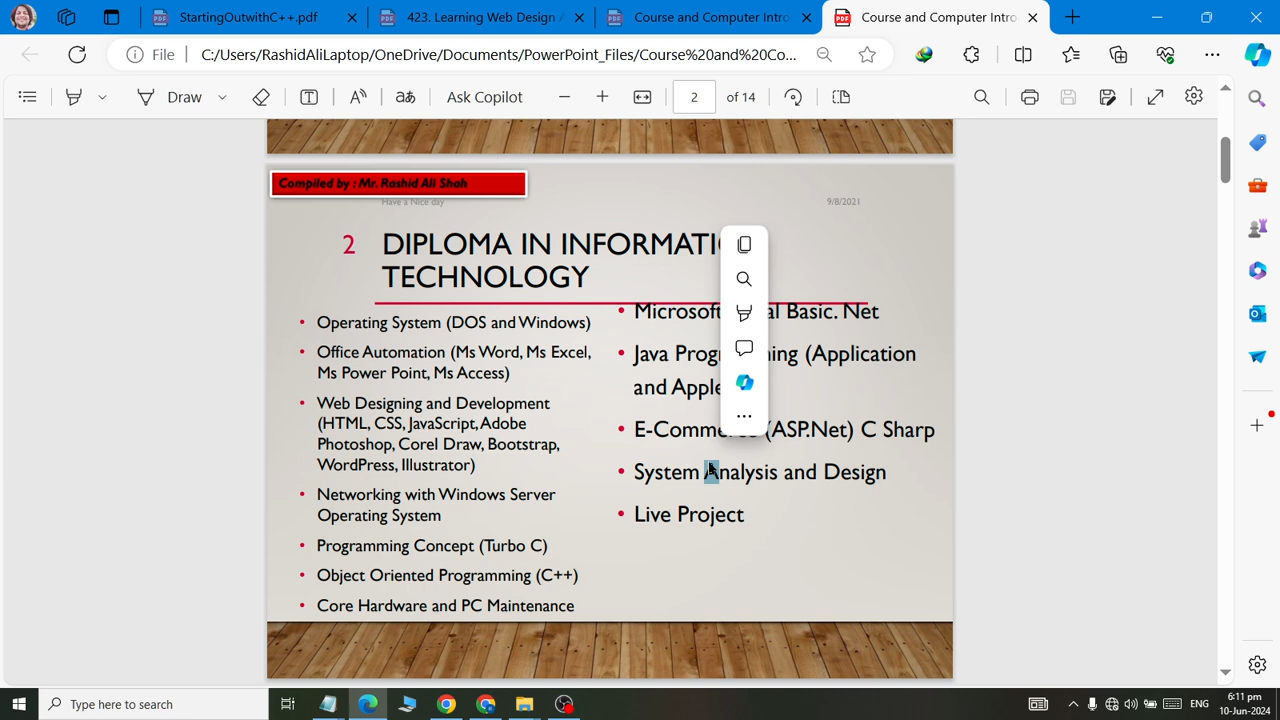 StartingOutwithC++.pdf
423. Learning Web Design A
Course and Computer Intro
Course and Computer Intro
File
C:/Users/RashidAliLaptop/OneDrive/Documents/PowerPoint_Files/Course%20and%20Co...
Draw
aあ
Ask Copilot
2
of 14
Compiled by : Mr. Rashid Ali Shah
Have a Nice day
9/8/2021
2 DIPLOMA IN INFORMATI
TECHNOLOGY
• Operating System (DOS and Windows)
• Office Automation (Ms Word, Ms Excel,
Ms Power Point, Ms Access)
• Web Designing and Development
(HTML, CSS, JavaScript, Adobe
Photoshop, Corel Draw, Bootstrap,
WordPress, Illustrator)
• Networking with Windows Server
Operating System
• Programming Concept (Turbo C)
• Object Oriented Programming (C++)
• Core Hardware and PC Maintenance
• Microsoft al Basic. Net
• Java Prog ing (Application
and Apple
• E-Comme (ASP.Net) C Sharp
• System Analysis and Design
• Live Project
Type here to search
ENG
6:11 pm
10-Jun-2024